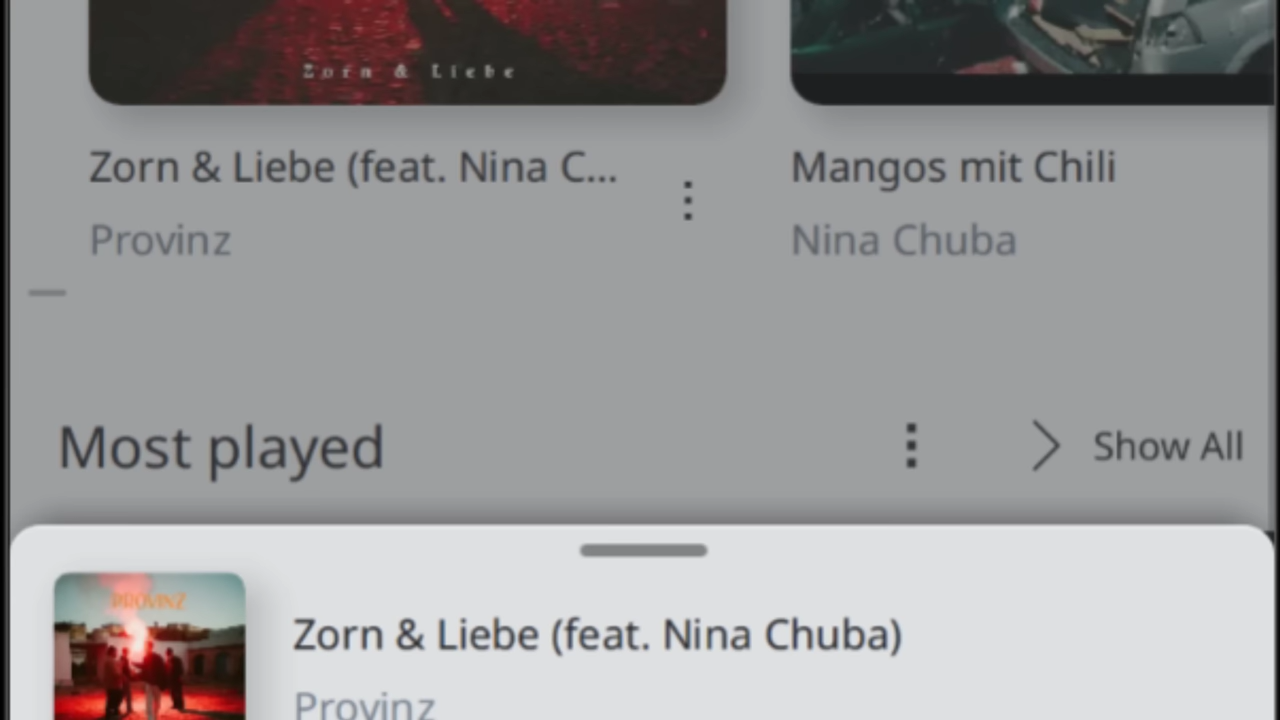 Zorn & Liebe
Zorn & Liebe (feat. Nina C...
Provinz
Mangos mit Chili
Nina Chuba
Most played
Show All
PROVINZ
Zorn & Liebe (feat. Nina Chuba)
Provinz